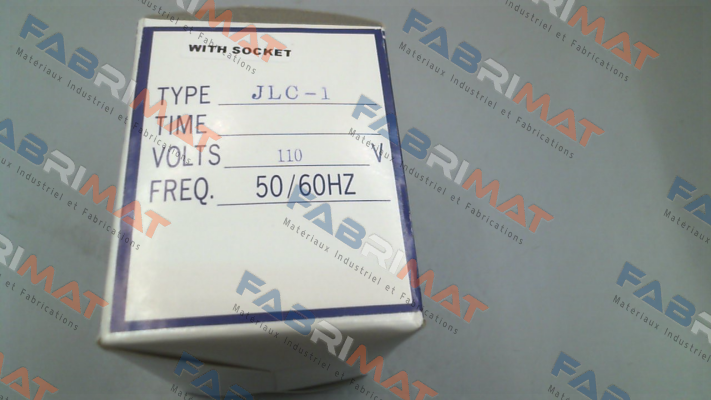 WITH SOCKET
TYPE JLC-1
TIME
VOLTS 110 V
FREQ. 50/60HZ
FABRIMAT
Materiaux Industriel et Fabrications